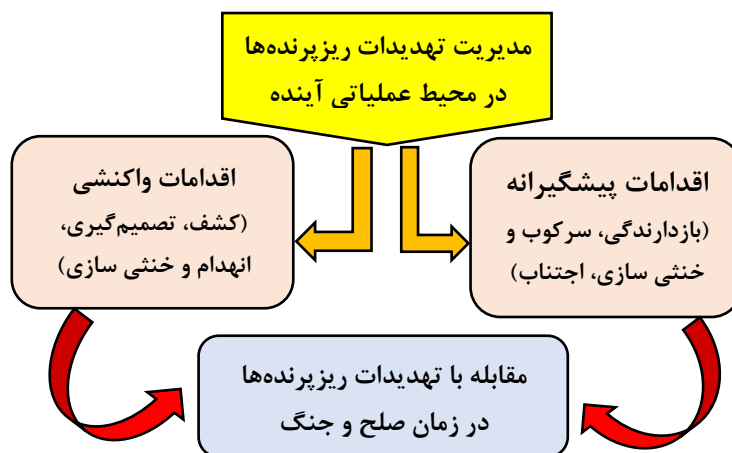 مدیریت تهدیدات ریزپرنده‌ها
در محیط عملیاتی آینده
اقدامات پیشگیرانه
(بازدارندگی، سرکوب و
خنثی سازی، اجتناب)
اقدامات واکنشی
(کشف، تصمیم‌گیری،
انهدام و خنثی سازی)
مقابله با تهدیدات ریزپرنده‌ها
در زمان صلح و جنگ